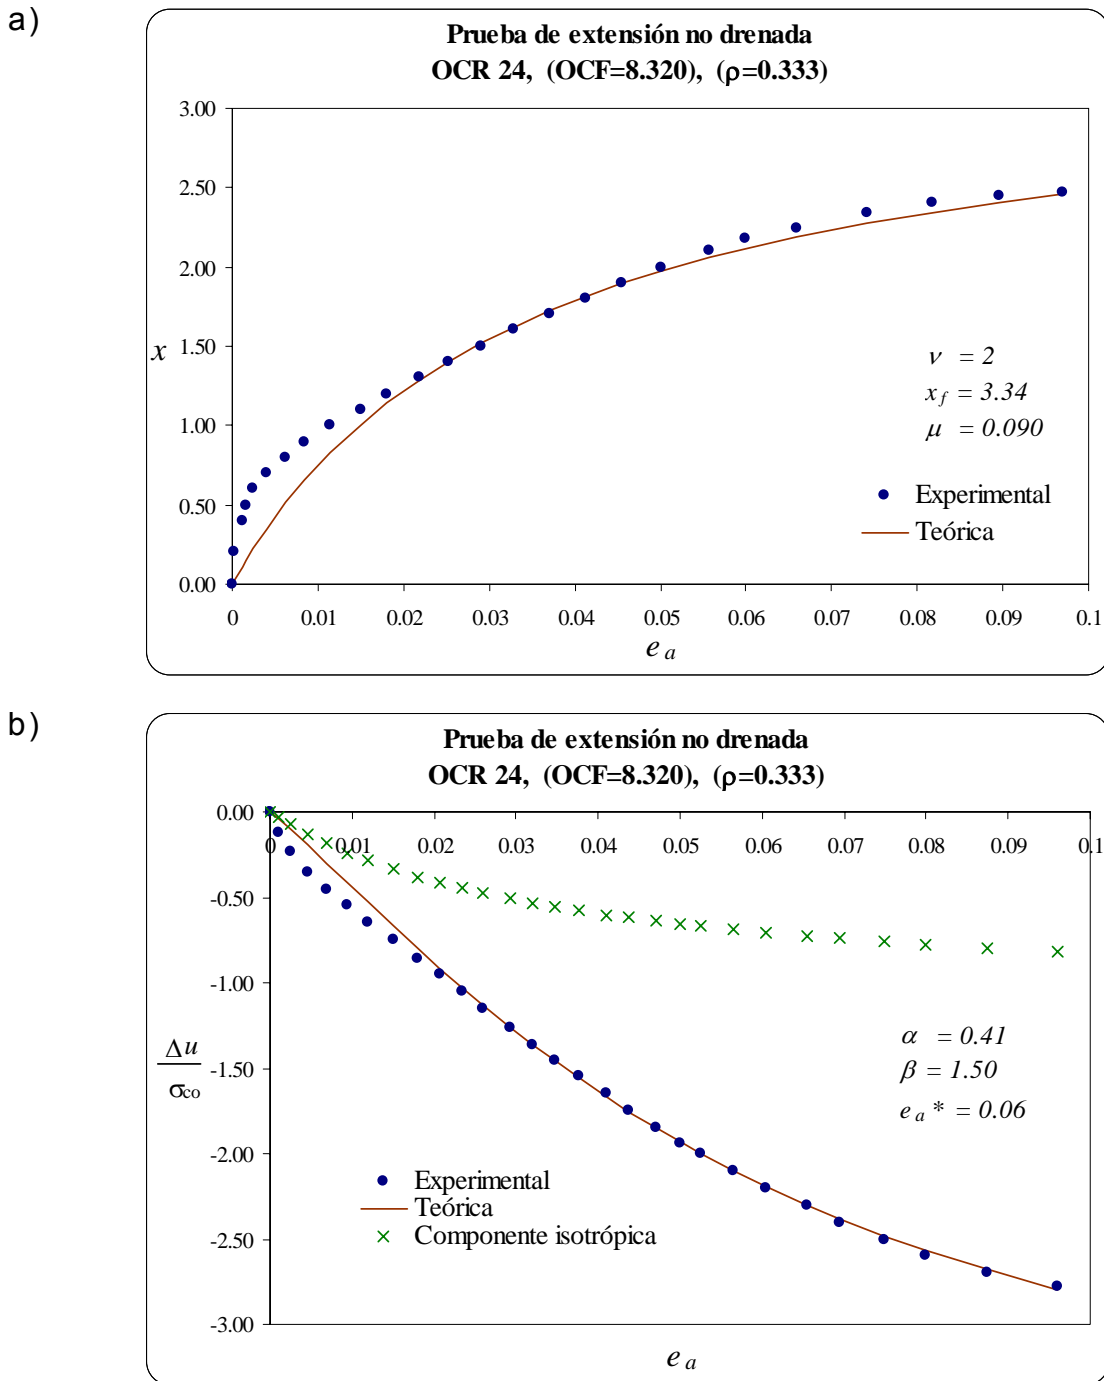 a)
Prueba de extensión no drenada
OCR 24, (OCF=8.320), (ρ=0.333)
3.00
2.50
2.00
1.50
1.00
0.50
0.00
x
0 0.01 0.02 0.03 0.04 0.05 0.06 0.07 0.08 0.09 0.1
e a
ν = 2
x f = 3.34
μ = 0.090
Experimental
Teórica
b)
Prueba de extensión no drenada
OCR 24, (OCF=8.320), (ρ=0.333)
0.00
-0.50
-1.00
-1.50
-2.00
-2.50
-3.00
Δu
σco
0 0.01 0.02 0.03 0.04 0.05 0.06 0.07 0.08 0.09 0.1
α = 0.41
β = 1.50
e a * = 0.06
Experimental
Teórica
Componente isotrópica
e a